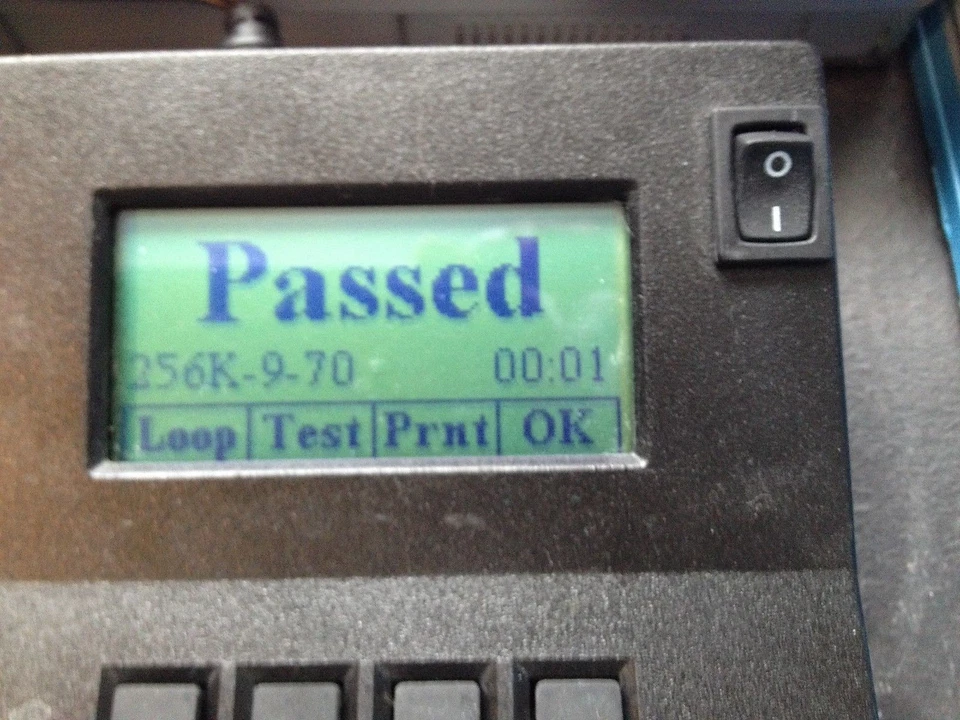 Passed
256K-9-70 00:01
Loop Test Prnt OK
O
I